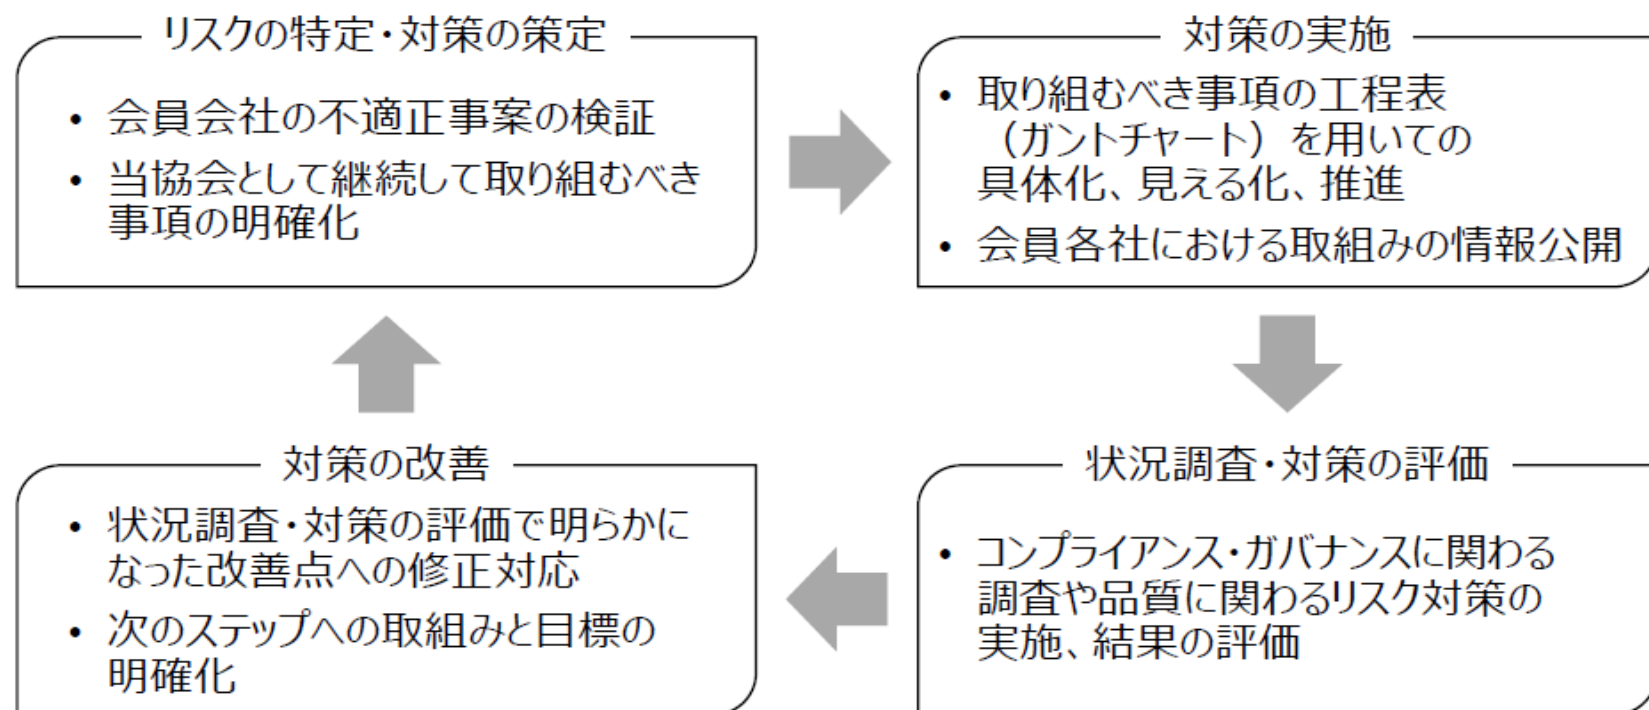 リスクの特定・対策の策定
• 会員会社の不適正事案の検証
• 当協会として継続して取り組むべき
事項の明確化
対策の実施
• 取り組むべき事項の工程表
（ガントチャート）を用いての
具体化、見える化、推進
• 会員各社における取組みの情報公開
状況調査・対策の評価
• コンプライアンス・ガバナンスに関わる
調査や品質に関わるリスク対策の
実施、結果の評価
対策の改善
• 状況調査・対策の評価で明らかに
なった改善点への修正対応
• 次のステップへの取組みと目標の
明確化